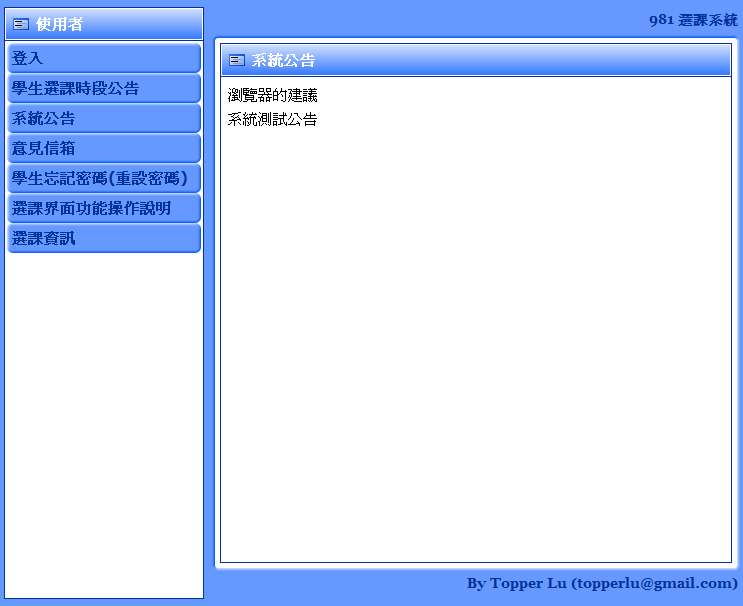 使用者
登入
學生選課時段公告
系統公告
意見信箱
學生忘記密碼(重設密碼)
選課界面功能操作說明
選課資訊
981 選課系統
系統公告
瀏覽器的建議
系統測試公告
By Topper Lu (topperlu@gmail.com)